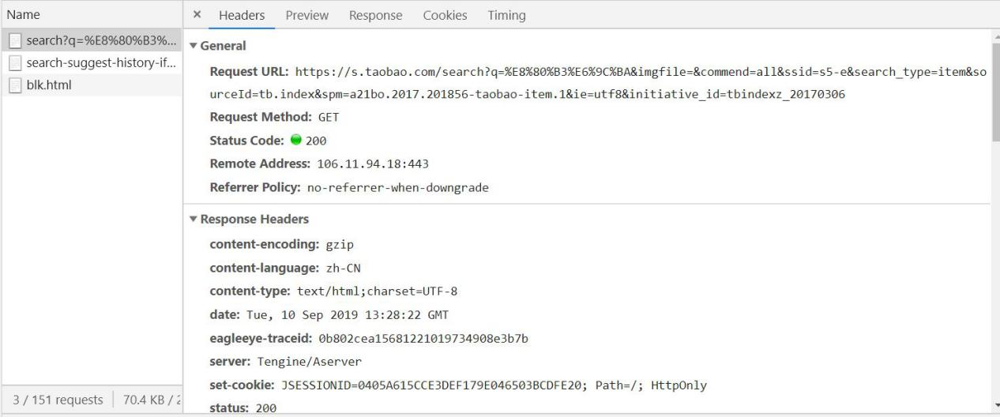 Name
× Headers Preview Response Cookies Timing
search?q=%E8%80%B3%...
search-suggest-history-if...
blk.html
▼ General
Request URL: https://s.taobao.com/search?q=%E8%80%B3%E6%9C%BA&imgfile=&commend=all&ssid=s5-e&search_type=item&so
urceId=tb.index&spm=a21bo.2017.201856-taobao-item.1&ie=utf8&initiative_id=tbindexz_20170306
Request Method: GET
Status Code: 200
Remote Address: 106.11.94.18:443
Referrer Policy: no-referrer-when-downgrade
▼ Response Headers
content-encoding: gzip
content-language: zh-CN
content-type: text/html;charset=UTF-8
date: Tue, 10 Sep 2019 13:28:22 GMT
eagleeye-traceid: 0b802cea15681221019734908e3b7b
server: Tengine/Aserver
set-cookie: JSESSIONID=0405A615CCE3DEF179E046503BCDFE20; Path=/; HttpOnly
status: 200
3 / 151 requests 70.4 KB /